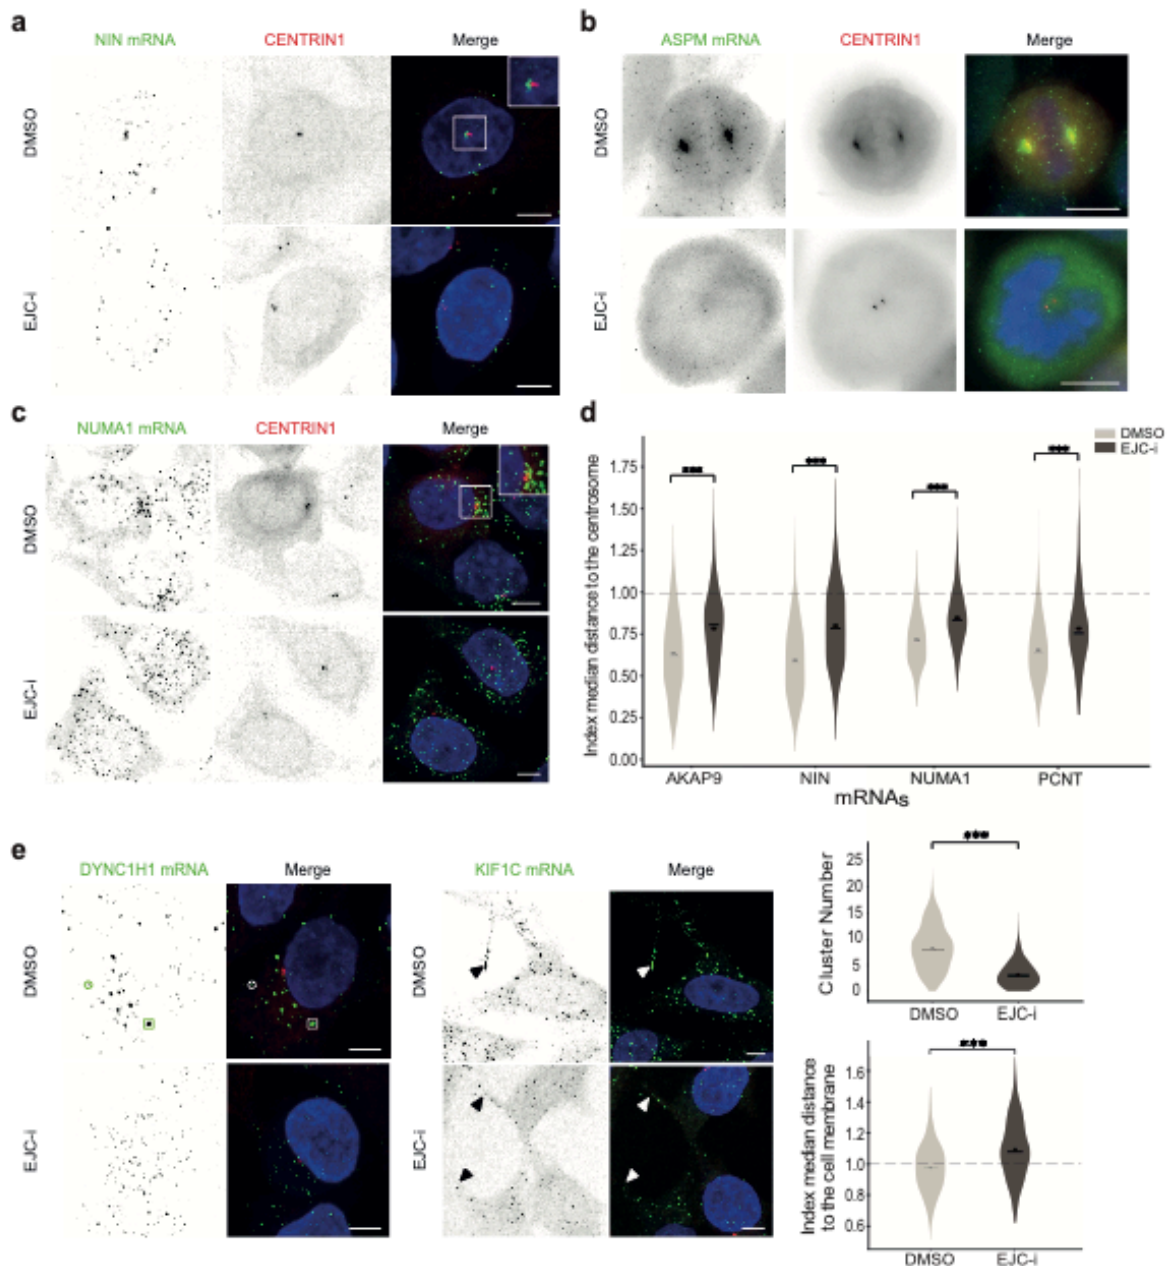 a
NIN mRNA CENTRIN1 Merge
DMSO
EJC-i
b
ASPM mRNA CENTRIN1 Merge
DMSO
EJC-i
c
NUMA1 mRNA CENTRIN1 Merge
DMSO
EJC-i
d
DMSO
EJC-i
Index median distance to the centrosome
1.75
1.50
1.25
1.00
0.75
0.50
0.25
0.00
*** *** *** ***
AKAP9 NIN NUMA1 PCNT
mRNAs
e
DYNC1H1 mRNA Merge
DMSO
EJC-i
KIF1C mRNA Merge
DMSO
EJC-i
***
Cluster Number
25
20
15
10
5
0
DMSO EJC-i
***
Index median distance
to the cell membrane
1.6
1.4
1.2
1.0
0.8
0.6
DMSO EJC-i